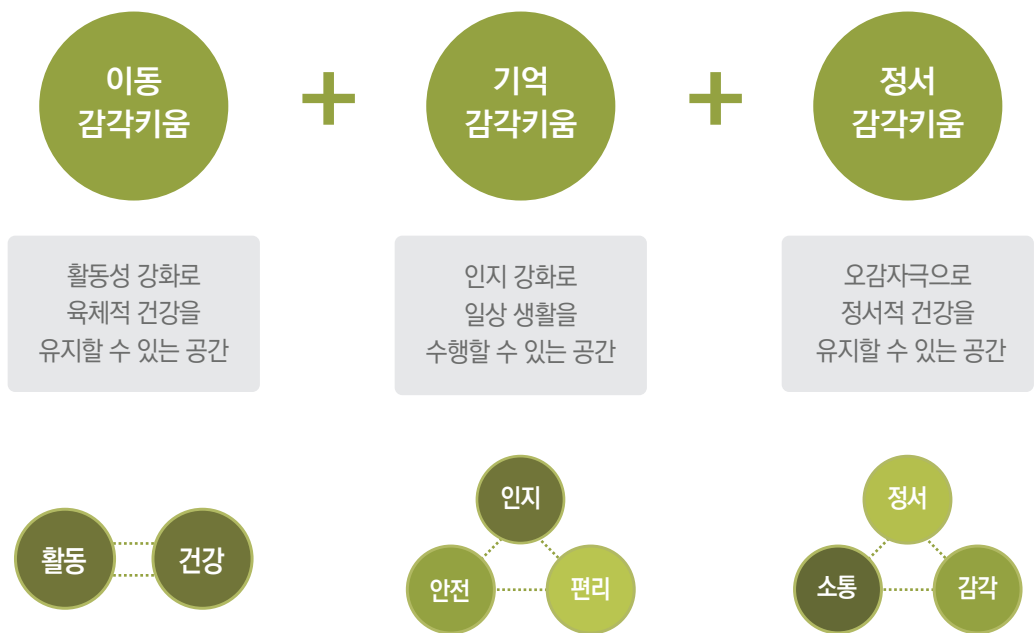 이동
감각키움
+
기억
감각키움
+
정서
감각키움
활동성 강화로
육체적 건강을
유지할 수 있는 공간
인지 강화로
일상 생활을
수행할 수 있는 공간
오감자극으로
정서적 건강을
유지할 수 있는 공간
활동
건강
인지
안전
편리
정서
소통
감각